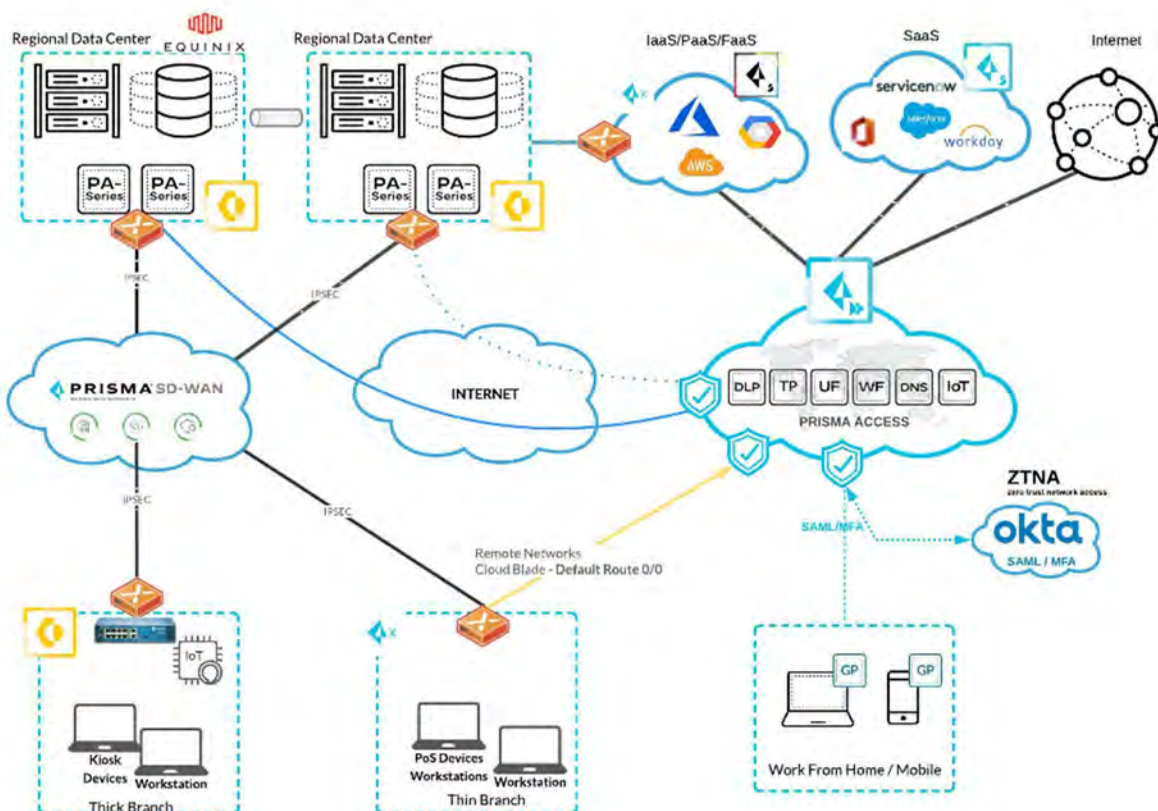 Regional Data Center
EQUINIX
Regional Data Center
IaaS/PaaS/FaaS
SaaS
Internet
servicenow
salesforce
workday
AWS
PA-
Series
PA-
Series
PA-
Series
PA-
Series
IPSEC
IPSEC
PRISMA SD-WAN
INTERNET
DLP
TP
UF
WF
DNS
IoT
PRISMA ACCESS
IPSEC
IPSEC
ZTNA
zero trust network access
okta
SAML / MFA
SAML/MFA
Remote Networks
Cloud Blade - Default Route 0/0
IoT
Kiosk
Devices
Workstation
Thick Branch
PoS Devices
Workstations
Workstation
Thin Branch
GP
GP
Work From Home / Mobile